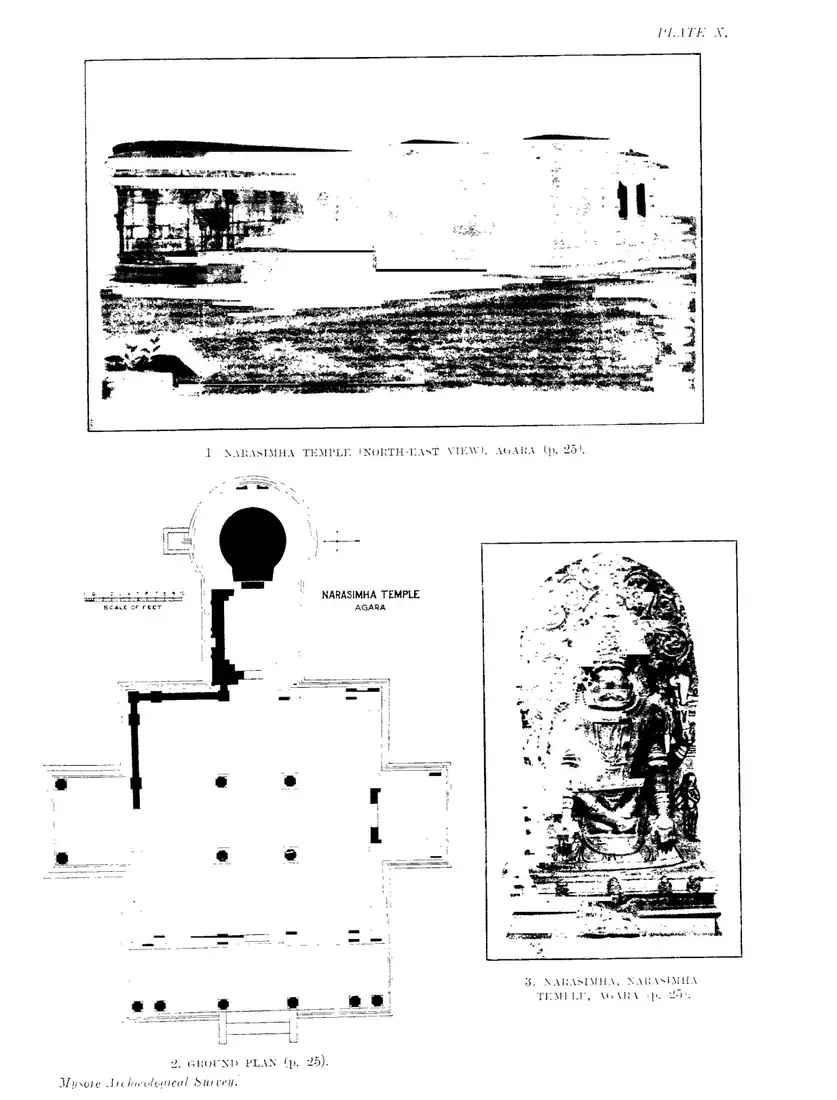 PLATE X.
1 NARASIMHA TEMPLE (NORTH-EAST VIEW), AGARA (p. 25).
SCALE OF FEET
NARASIMHA TEMPLE
AGARA
3. NARASIMHA, NARASIMHA
TEMPLE, AGARA (p. 25).
2. GROUND PLAN (p. 25).
Mysore Archæological Survey.